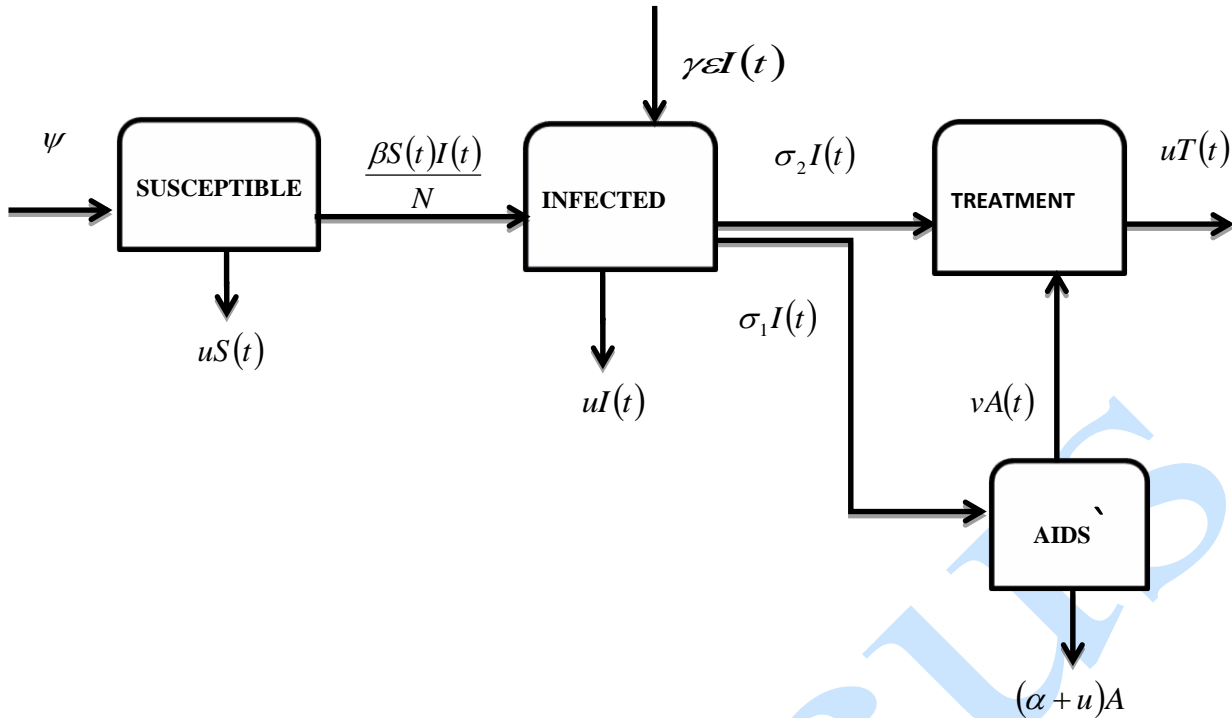 γεI(t)
ψ
SUSCEPTIBLE
βS(t)I(t)
N
INFECTED
σ₂I(t)
TREATMENT
uT(t)
uS(t)
σ₁I(t)
uI(t)
vA(t)
AIDS`
(α + u)A